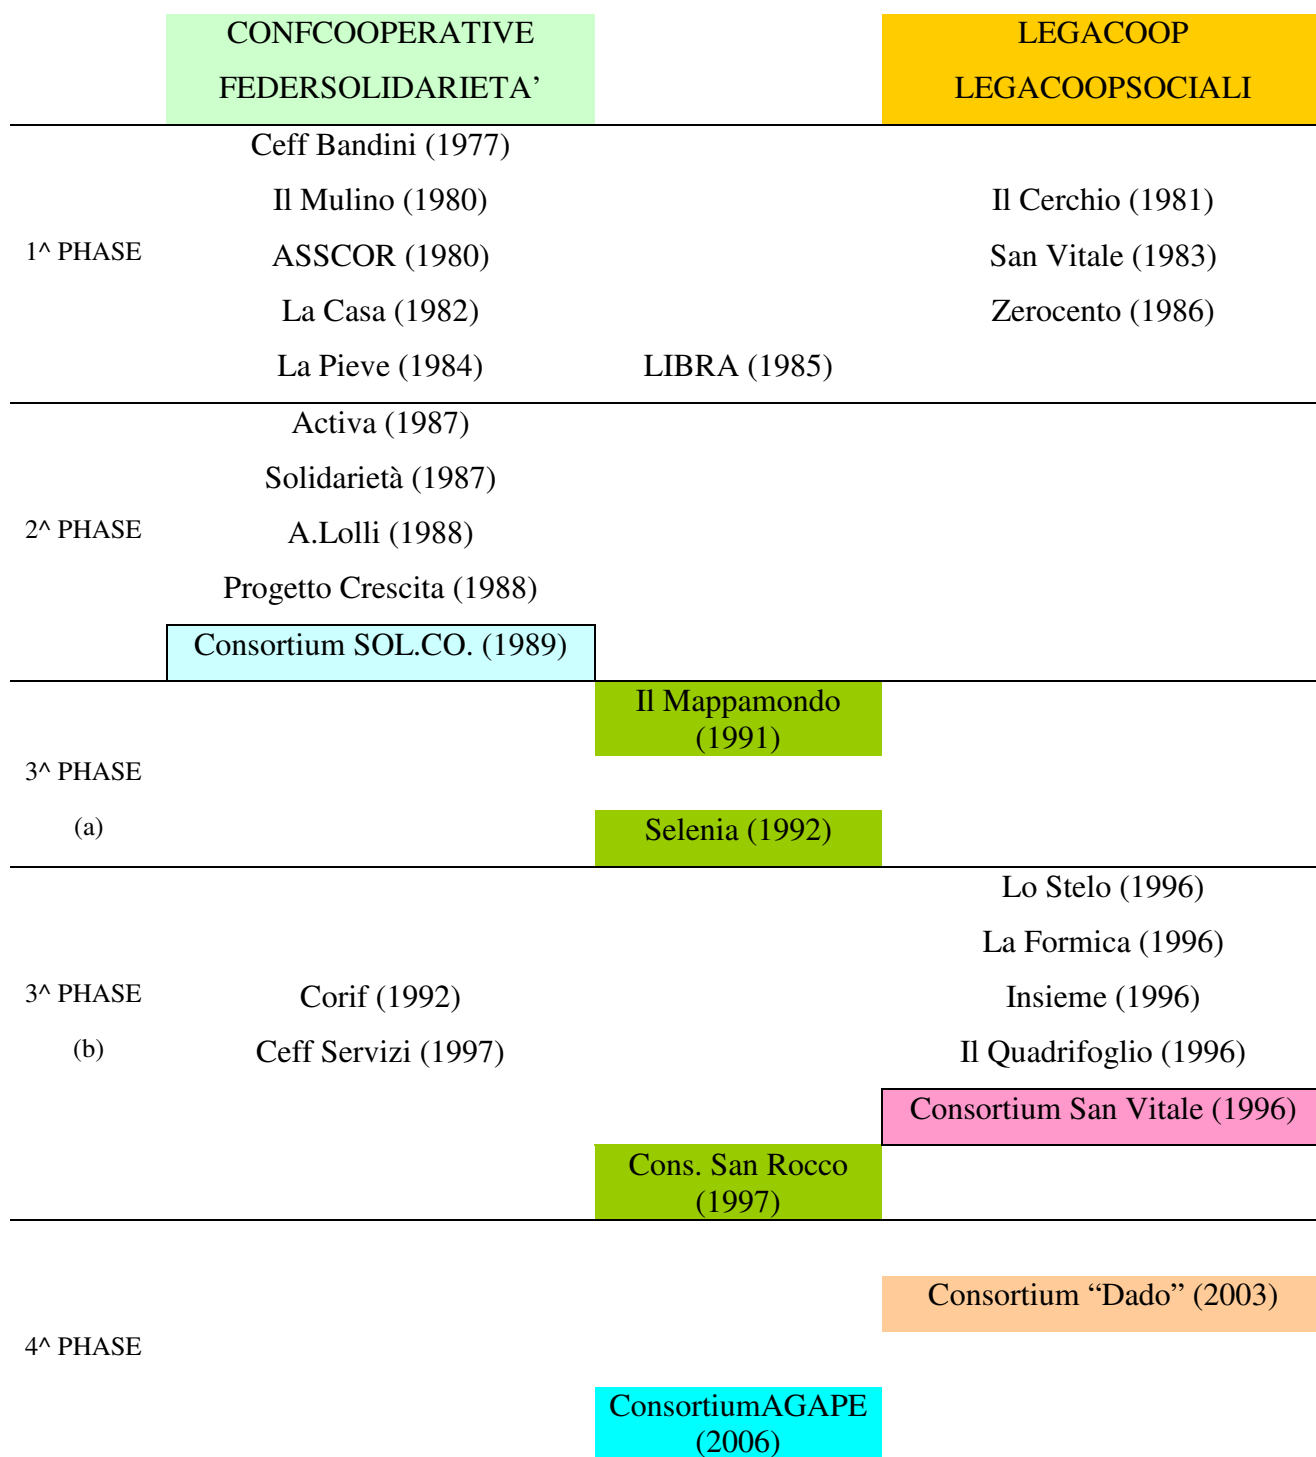 CONFCOOPERATIVE
FEDERSOLIDARIETA’
LEGACOOP
LEGACOOPSOCIALI
1^ PHASE
Ceff Bandini (1977)
Il Mulino (1980)
ASSCOR (1980)
La Casa (1982)
La Pieve (1984)
LIBRA (1985)
Il Cerchio (1981)
San Vitale (1983)
Zerocento (1986)
2^ PHASE
Activa (1987)
Solidarietà (1987)
A.Lolli (1988)
Progetto Crescita (1988)
Consortium SOL.CO. (1989)
3^ PHASE
(a)
Il Mappamondo
(1991)
Selenia (1992)
3^ PHASE
(b)
Corif (1992)
Ceff Servizi (1997)
Lo Stelo (1996)
La Formica (1996)
Insieme (1996)
Il Quadrifoglio (1996)
Consortium San Vitale (1996)
Cons. San Rocco
(1997)
4^ PHASE
Consortium “Dado” (2003)
ConsortiumAGAPE
(2006)